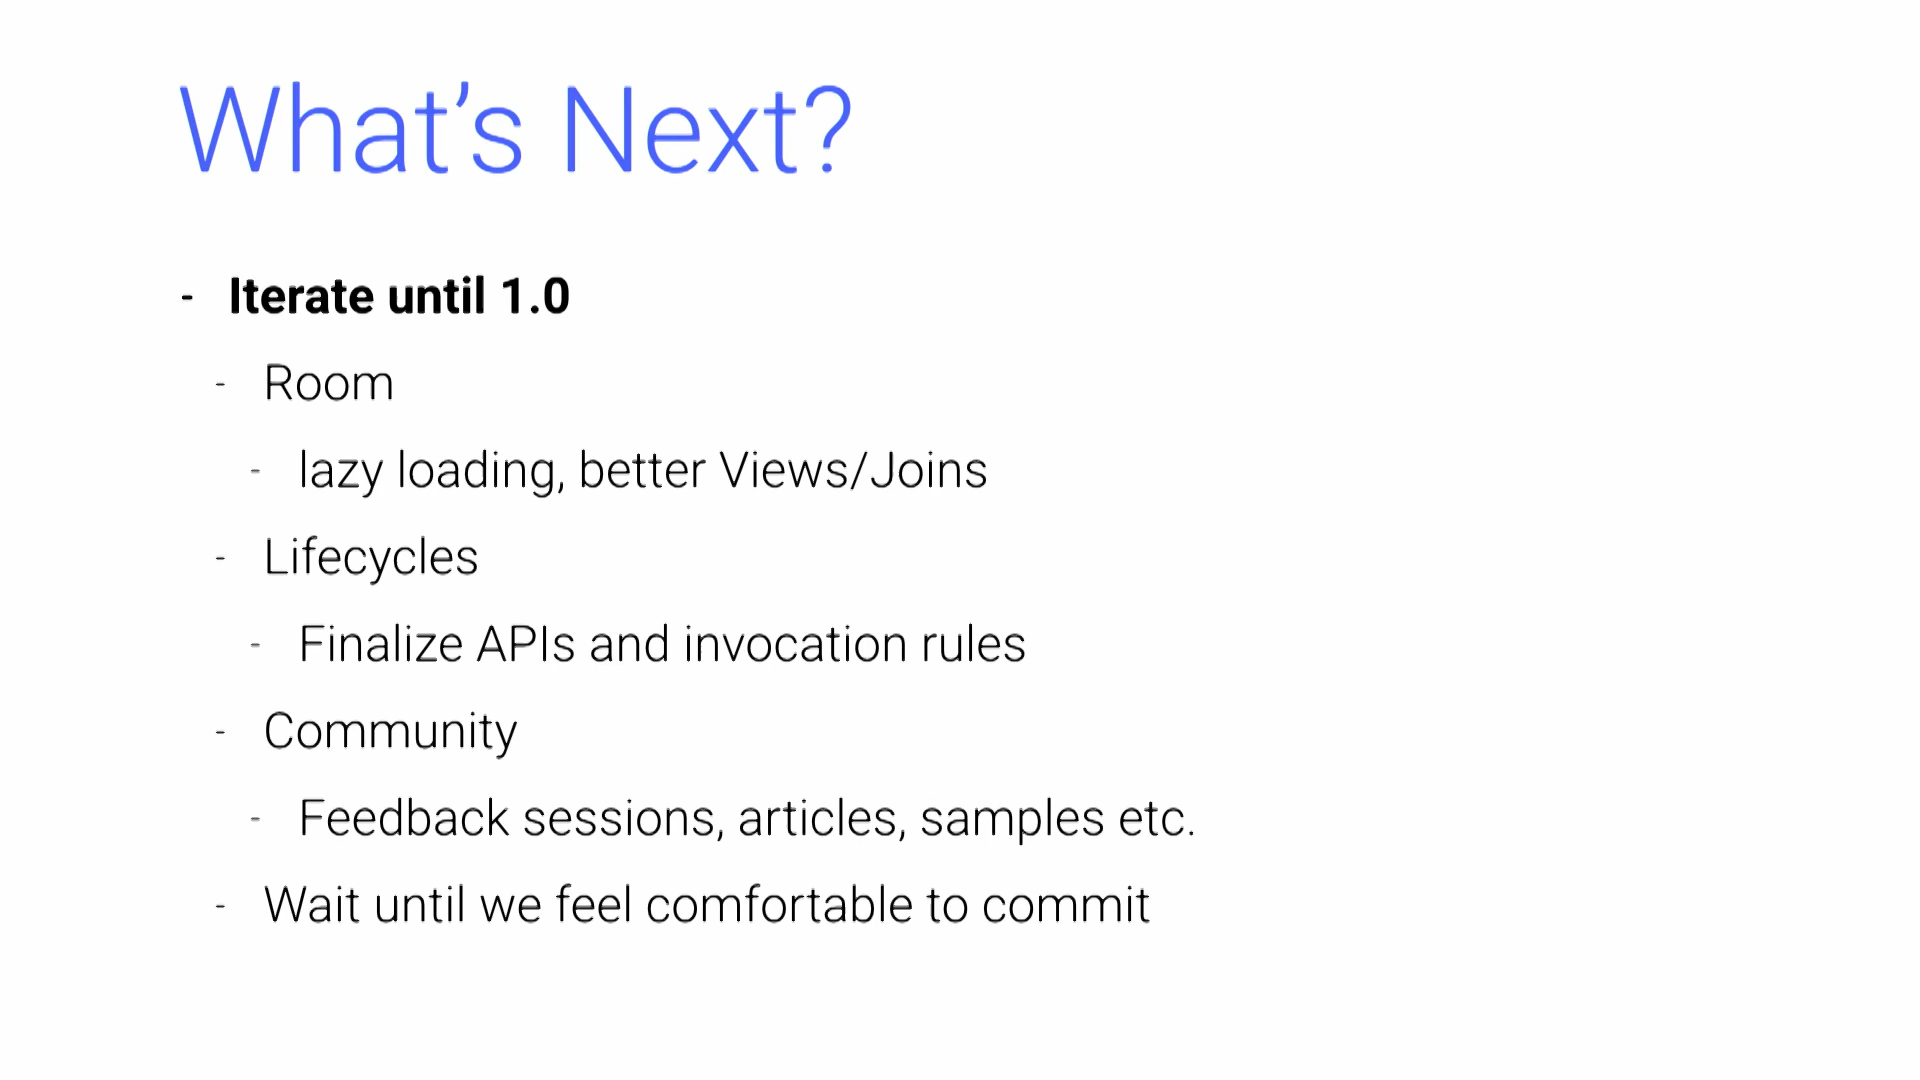 What’s Next?
- Iterate until 1.0
- Room
- lazy loading, better Views/Joins
- Lifecycles
- Finalize APIs and invocation rules
- Community
- Feedback sessions, articles, samples etc.
- Wait until we feel comfortable to commit